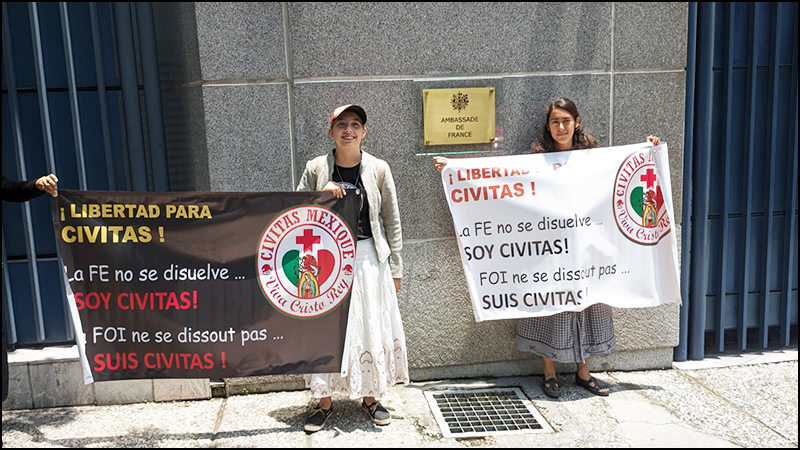 AMBASSADE
DE
FRANCE
¡ LIBERTAD PARA
CIVITAS !
La FE no se disuelve ...
SOY CIVITAS!
FOI ne se dissout pas ...
SUIS CIVITAS !
CIVITAS MEXIQUE
Viva Cristo Rey
¡ LIBERTAD PARA
CIVITAS !
La FE no se disuelve ...
SOY CIVITAS!
FOI ne se dissout pas ...
SUIS CIVITAS!
CIVITAS
Viva Cristo Rey